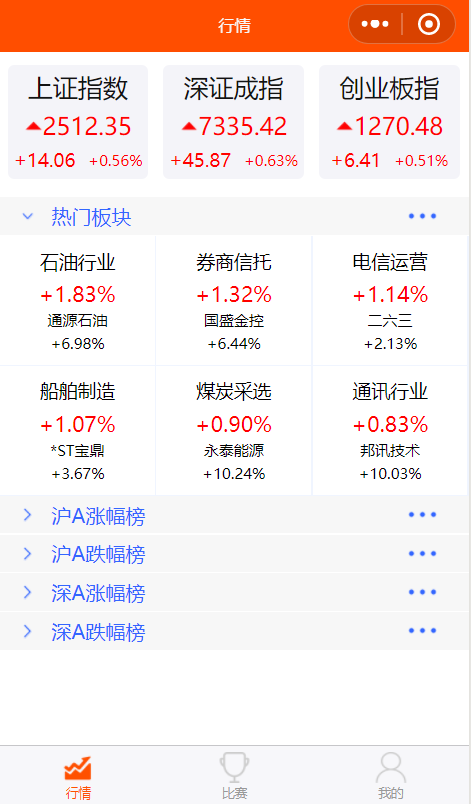 行情
上证指数 深证成指 创业板指
2512.35 7335.42 1270.48
+14.06 +0.56% +45.87 +0.63% +6.41 +0.51%
热门板块
石油行业 券商信托 电信运营
+1.83% +1.32% +1.14%
通源石油 国盛金控 二六三
+6.98% +6.44% +2.13%
船舶制造 煤炭采选 通讯行业
+1.07% +0.90% +0.83%
*ST宝鼎 永泰能源 邦讯技术
+3.67% +10.24% +10.03%
沪A涨幅榜
沪A跌幅榜
深A涨幅榜
深A跌幅榜
行情 比赛 我的